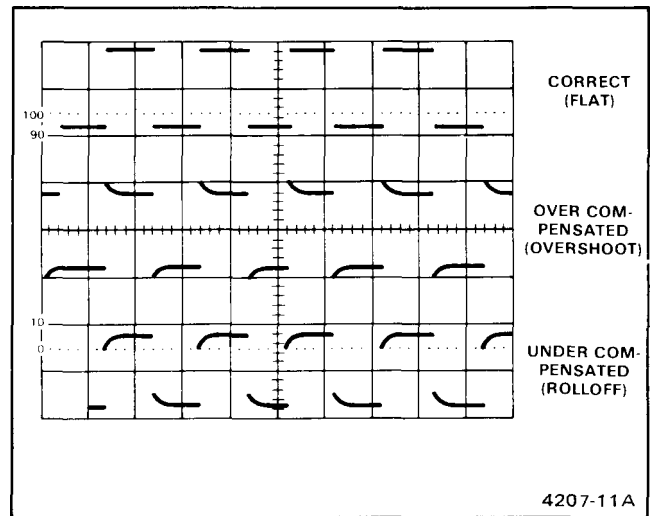 CORRECT
(FLAT)
100
90
OVER COM-
PENSATED
(OVERSHOOT)
10
0
UNDER COM-
PENSATED
(ROLLOFF)
4207-11A